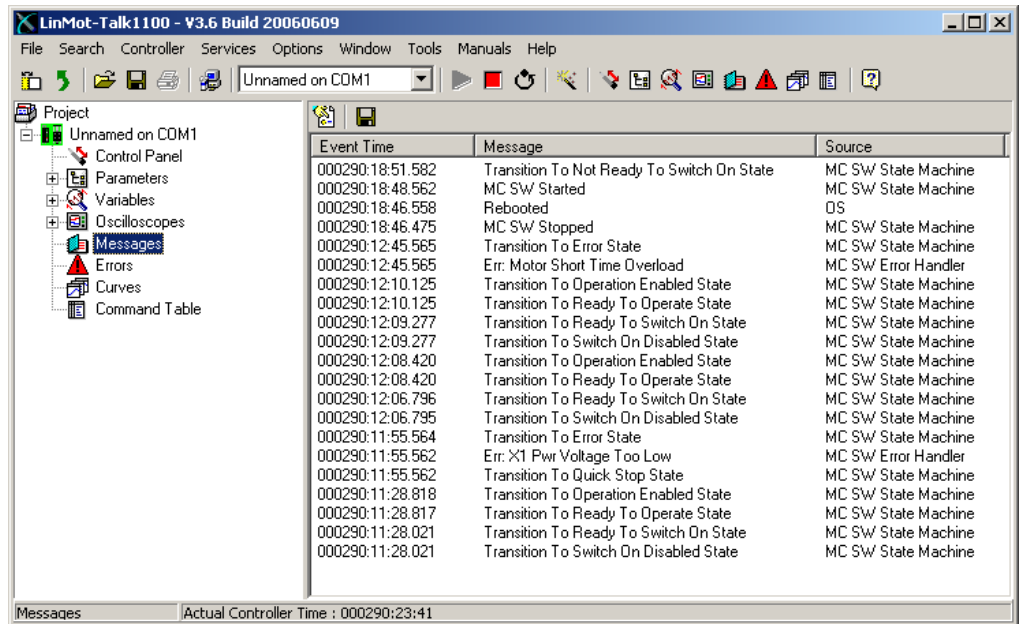 LinMot-Talk1100 - V3.6 Build 20060609
File Search Controller Services Options Window Tools Manuals Help
Unnamed on COM1
Project
Unnamed on COM1
Control Panel
Parameters
Variables
Oscilloscopes
Messages
Errors
Curves
Command Table
Event Time Message Source
000290:18:51.582 Transition To Not Ready To Switch On State MC SW State Machine
000290:18:48.562 MC SW Started MC SW State Machine
000290:18:46.558 Rebooted OS
000290:18:46.475 MC SW Stopped MC SW State Machine
000290:12:45.565 Transition To Error State MC SW State Machine
000290:12:45.565 Err: Motor Short Time Overload MC SW Error Handler
000290:12:10.125 Transition To Operation Enabled State MC SW State Machine
000290:12:10.125 Transition To Ready To Operate State MC SW State Machine
000290:12:09.277 Transition To Ready To Switch On State MC SW State Machine
000290:12:09.277 Transition To Switch On Disabled State MC SW State Machine
000290:12:08.420 Transition To Operation Enabled State MC SW State Machine
000290:12:08.420 Transition To Ready To Operate State MC SW State Machine
000290:12:06.796 Transition To Ready To Switch On State MC SW State Machine
000290:12:06.795 Transition To Switch On Disabled State MC SW State Machine
000290:11:55.564 Transition To Error State MC SW State Machine
000290:11:55.562 Err: X1 Pwr Voltage Too Low MC SW Error Handler
000290:11:55.562 Transition To Quick Stop State MC SW State Machine
000290:11:28.818 Transition To Operation Enabled State MC SW State Machine
000290:11:28.817 Transition To Ready To Operate State MC SW State Machine
000290:11:28.021 Transition To Ready To Switch On State MC SW State Machine
000290:11:28.021 Transition To Switch On Disabled State MC SW State Machine
Messages Actual Controller Time : 000290:23:41